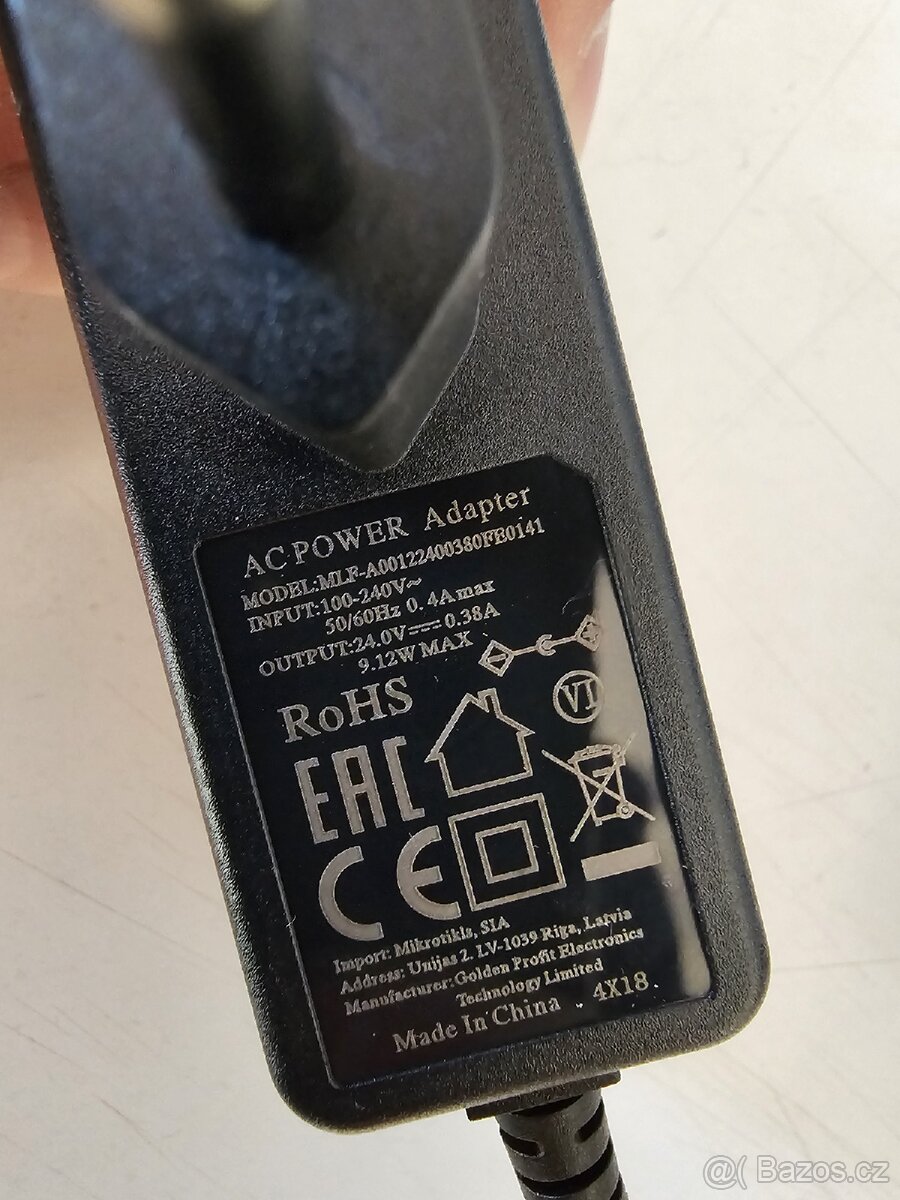 AC POWER Adapter
MODEL:MLF-A00122400380FE0141
INPUT:100-240V~
50/60Hz 0.4A max
OUTPUT:24.0V⎓0.38A
9.12W MAX
RoHS
VI
EAC
CE
Import: Mikrotikls, SIA
Address: Unijas 2. LV-1039 Riga, Latvia
Manufacturer: Golden Profit Electronics
Technology Limited
Made In China 4X18
@( Bazos.cz